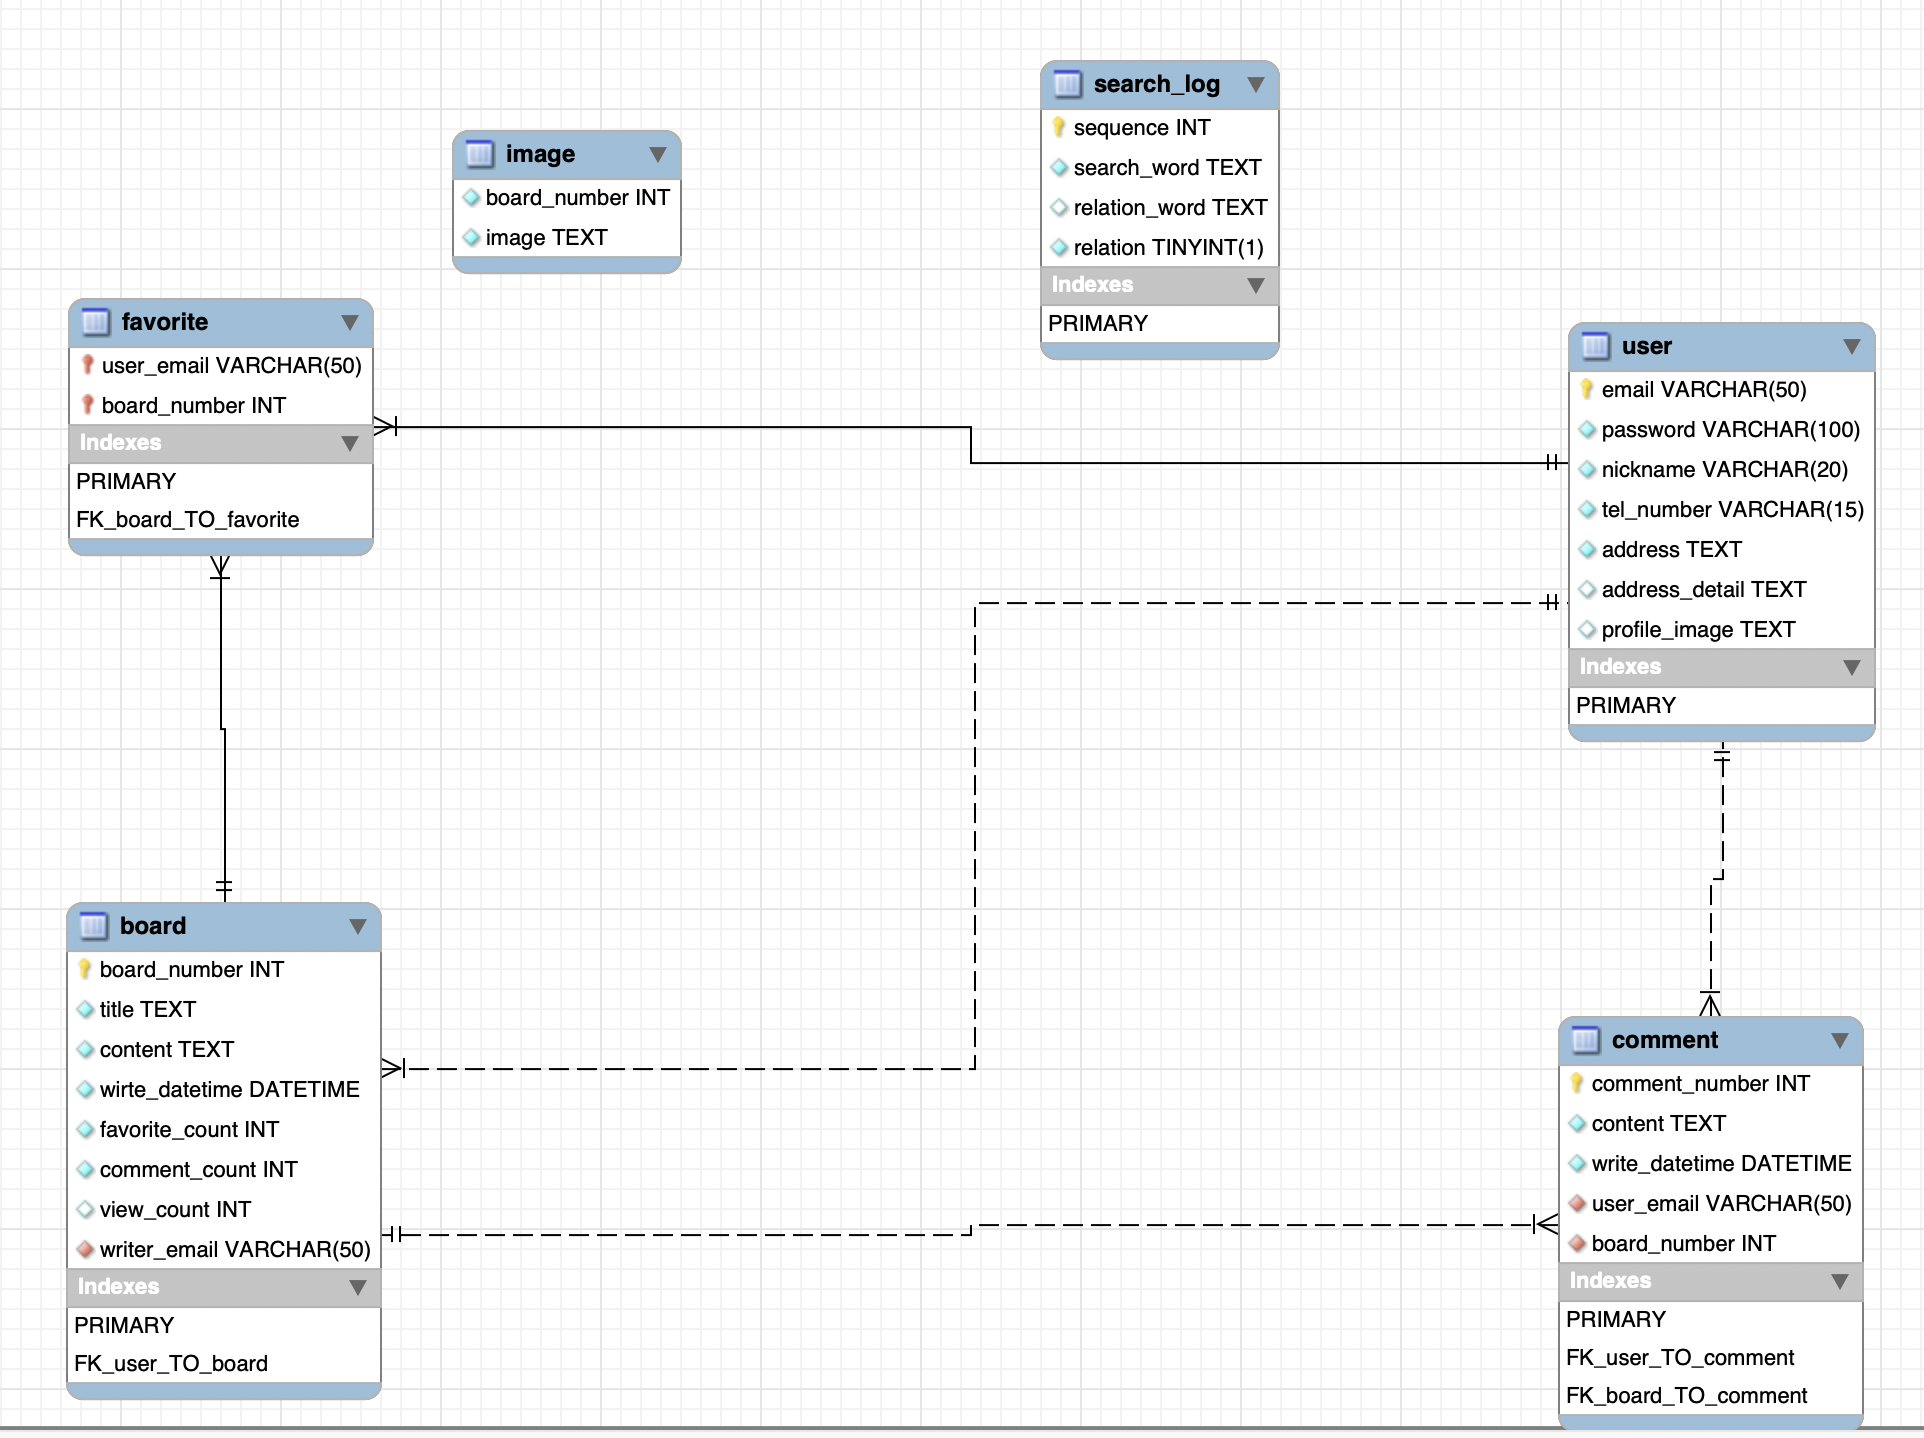 search_log
sequence INT
search_word TEXT
relation_word TEXT
relation TINYINT(1)
Indexes
PRIMARY
image
board_number INT
image TEXT
favorite
user_email VARCHAR(50)
board_number INT
Indexes
PRIMARY
FK_board_TO_favorite
user
email VARCHAR(50)
password VARCHAR(100)
nickname VARCHAR(20)
tel_number VARCHAR(15)
address TEXT
address_detail TEXT
profile_image TEXT
Indexes
PRIMARY
board
board_number INT
title TEXT
content TEXT
wirte_datetime DATETIME
favorite_count INT
comment_count INT
view_count INT
writer_email VARCHAR(50)
Indexes
PRIMARY
FK_user_TO_board
comment
comment_number INT
content TEXT
write_datetime DATETIME
user_email VARCHAR(50)
board_number INT
Indexes
PRIMARY
FK_user_TO_comment
FK_board_TO_comment